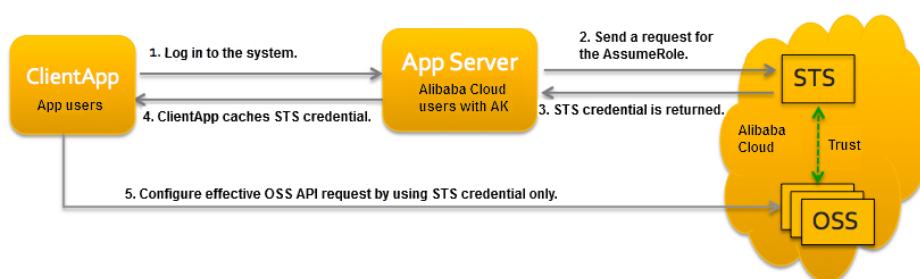 1. Log in to the system.
2. Send a request for
the AssumeRole.
ClientApp
App users
App Server
Alibaba Cloud
users with AK
STS
4. ClientApp caches STS credential.
3. STS credential is returned.
Alibaba
Cloud
Trust
5. Configure effective OSS API request by using STS credential only.
OSS